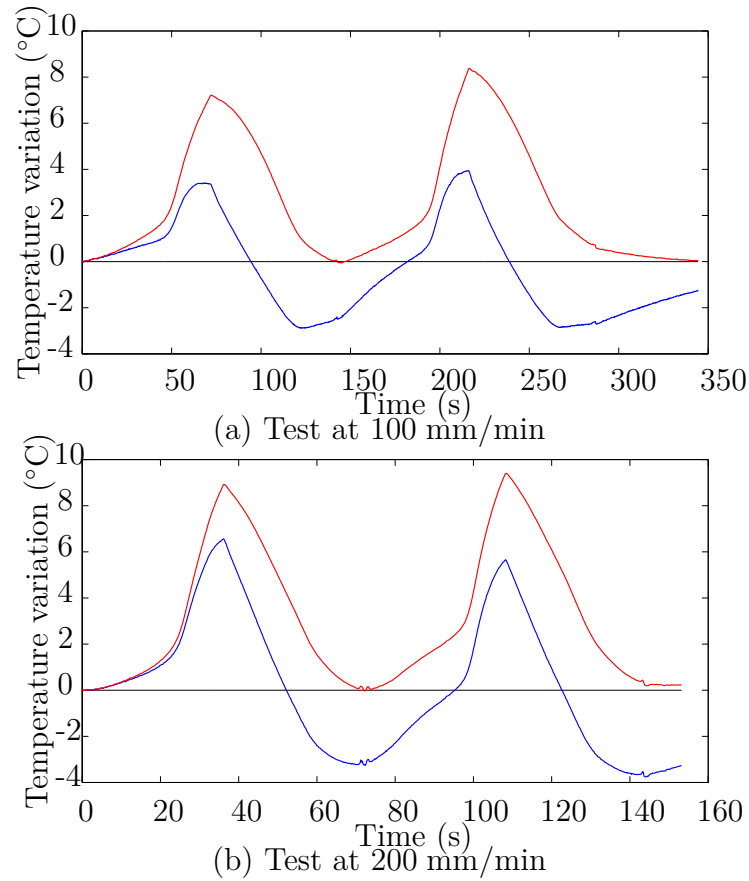 Temperature variation (°C)
10
8
6
4
2
0
-2
-4
0 50 100 150 200 250 300 350
Time (s)
(a) Test at 100 mm/min
Temperature variation (°C)
10
8
6
4
2
0
-2
-4
0 20 40 60 80 100 120 140 160
Time (s)
(b) Test at 200 mm/min